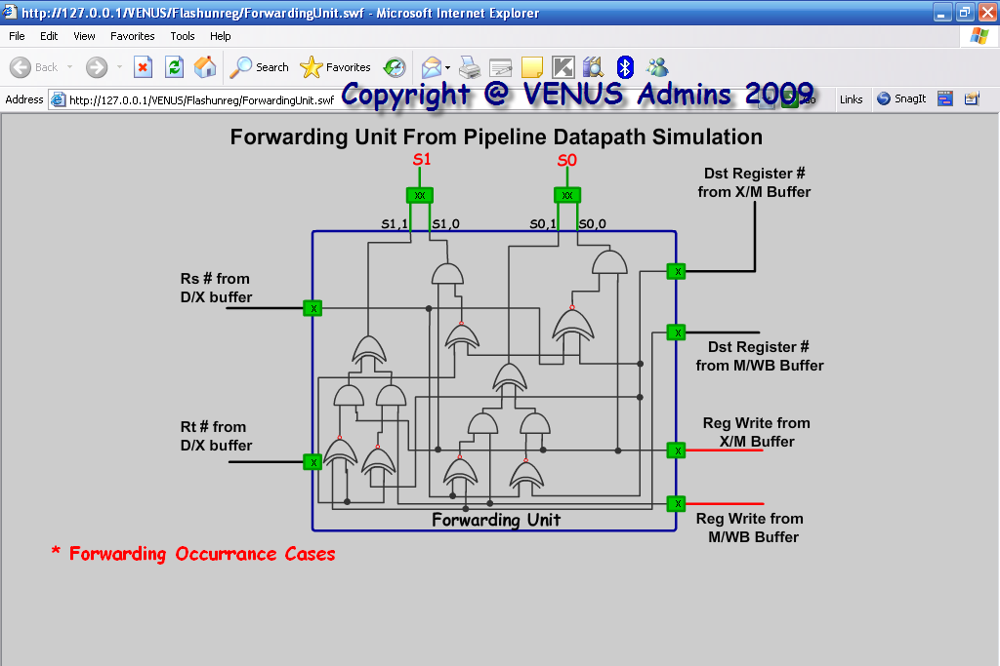 http://127.0.0.1/VENUS/Flashunreg/ForwardingUnit.swf - Microsoft Internet Explorer
File Edit View Favorites Tools Help
Back Search Favorites
Address http://127.0.0.1/VENUS/Flashunreg/ForwardingUnit.swf Go Links SnagIt
Copyright @ VENUS Admins 2009
Forwarding Unit From Pipeline Datapath Simulation
S1 S0
XX XX
Dst Register #
from X/M Buffer
S1,1 S1,0 S0,1 S0,0
X
Rs # from
D/X buffer
X
X
Dst Register #
from M/WB Buffer
Rt # from
D/X buffer
X
Reg Write from
X/M Buffer
X
X
Reg Write from
M/WB Buffer
Forwarding Unit
* Forwarding Occurrance Cases